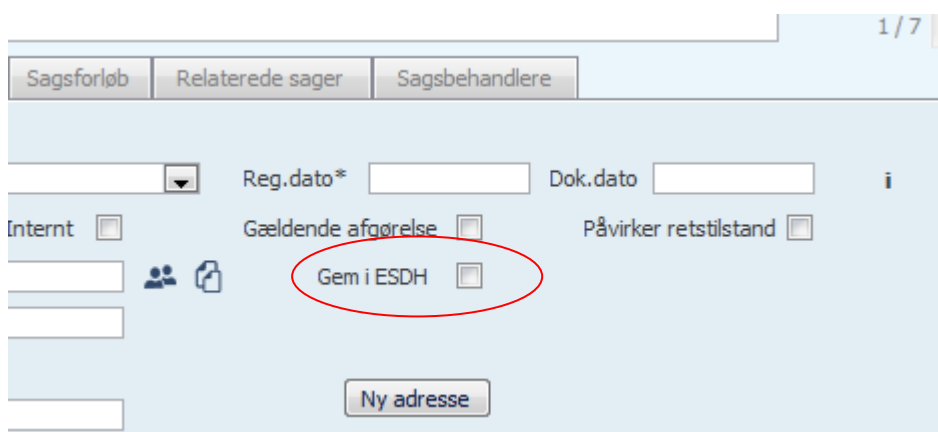 1 / 7
Sagsforløb Relaterede sager Sagsbehandlere
Reg.dato* Dok.dato i
Internt Gældende afgørelse Påvirker retstilstand
Gem i ESDH
Ny adresse